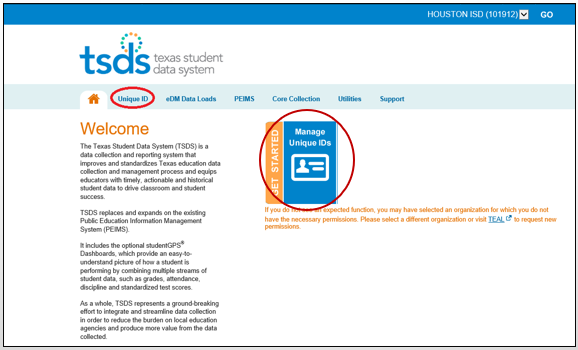 HOUSTON ISD (101912) GO
tsds texas student
data system
Unique ID eDM Data Loads PEIMS Core Collection Utilities Support
Welcome
The Texas Student Data System (TSDS) is a
data collection and reporting system that
improves and standardizes Texas education data
collection and management process and equips
educators with timely, actionable and historical
student data to drive classroom and student
success.
TSDS replaces and expands on the existing
Public Education Information Management
System (PEIMS).
It includes the optional studentGPS®
Dashboards, which provide an easy-to-
understand picture of how a student is
performing by combining multiple streams of
student data, such as grades, attendance,
discipline and standardized test scores.
As a whole, TSDS represents a ground-breaking
effort to integrate and streamline data collection
in order to reduce the burden on local education
agencies and produce more value from the data
collected.
GET STARTED
Manage
Unique IDs
If you do not see an expected function, you may have selected an organization for which you do not
have the necessary permissions. Please select a different organization or visit TEAL to request new
permissions.